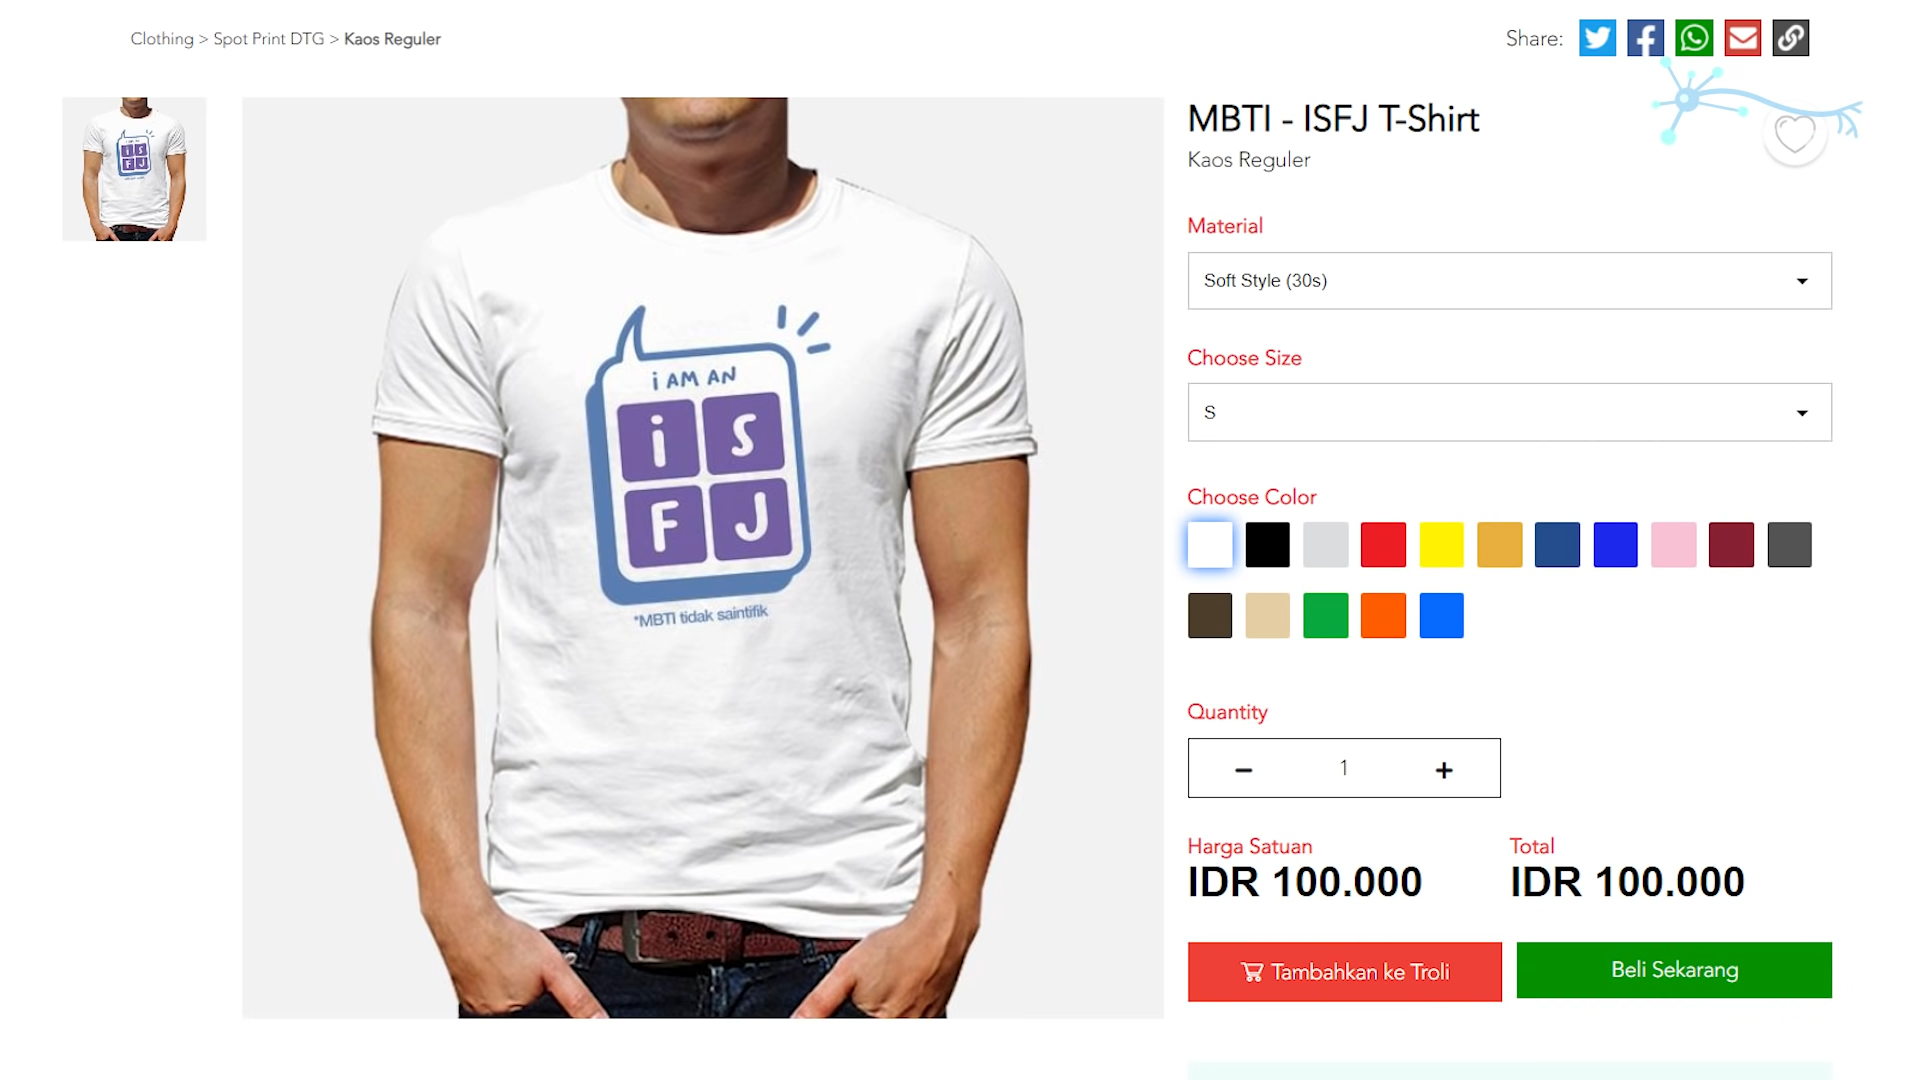 Clothing > Spot Print DTG > Kaos Reguler
Share:
MBTI - ISFJ T-Shirt
Kaos Reguler
i AM AN
i S
F J
*MBTI tidak saintifik
Material
Soft Style (30s)
Choose Size
S
Choose Color
Quantity
− 1 +
Harga Satuan
IDR 100.000
Total
IDR 100.000
Tambahkan ke Troli
Beli Sekarang